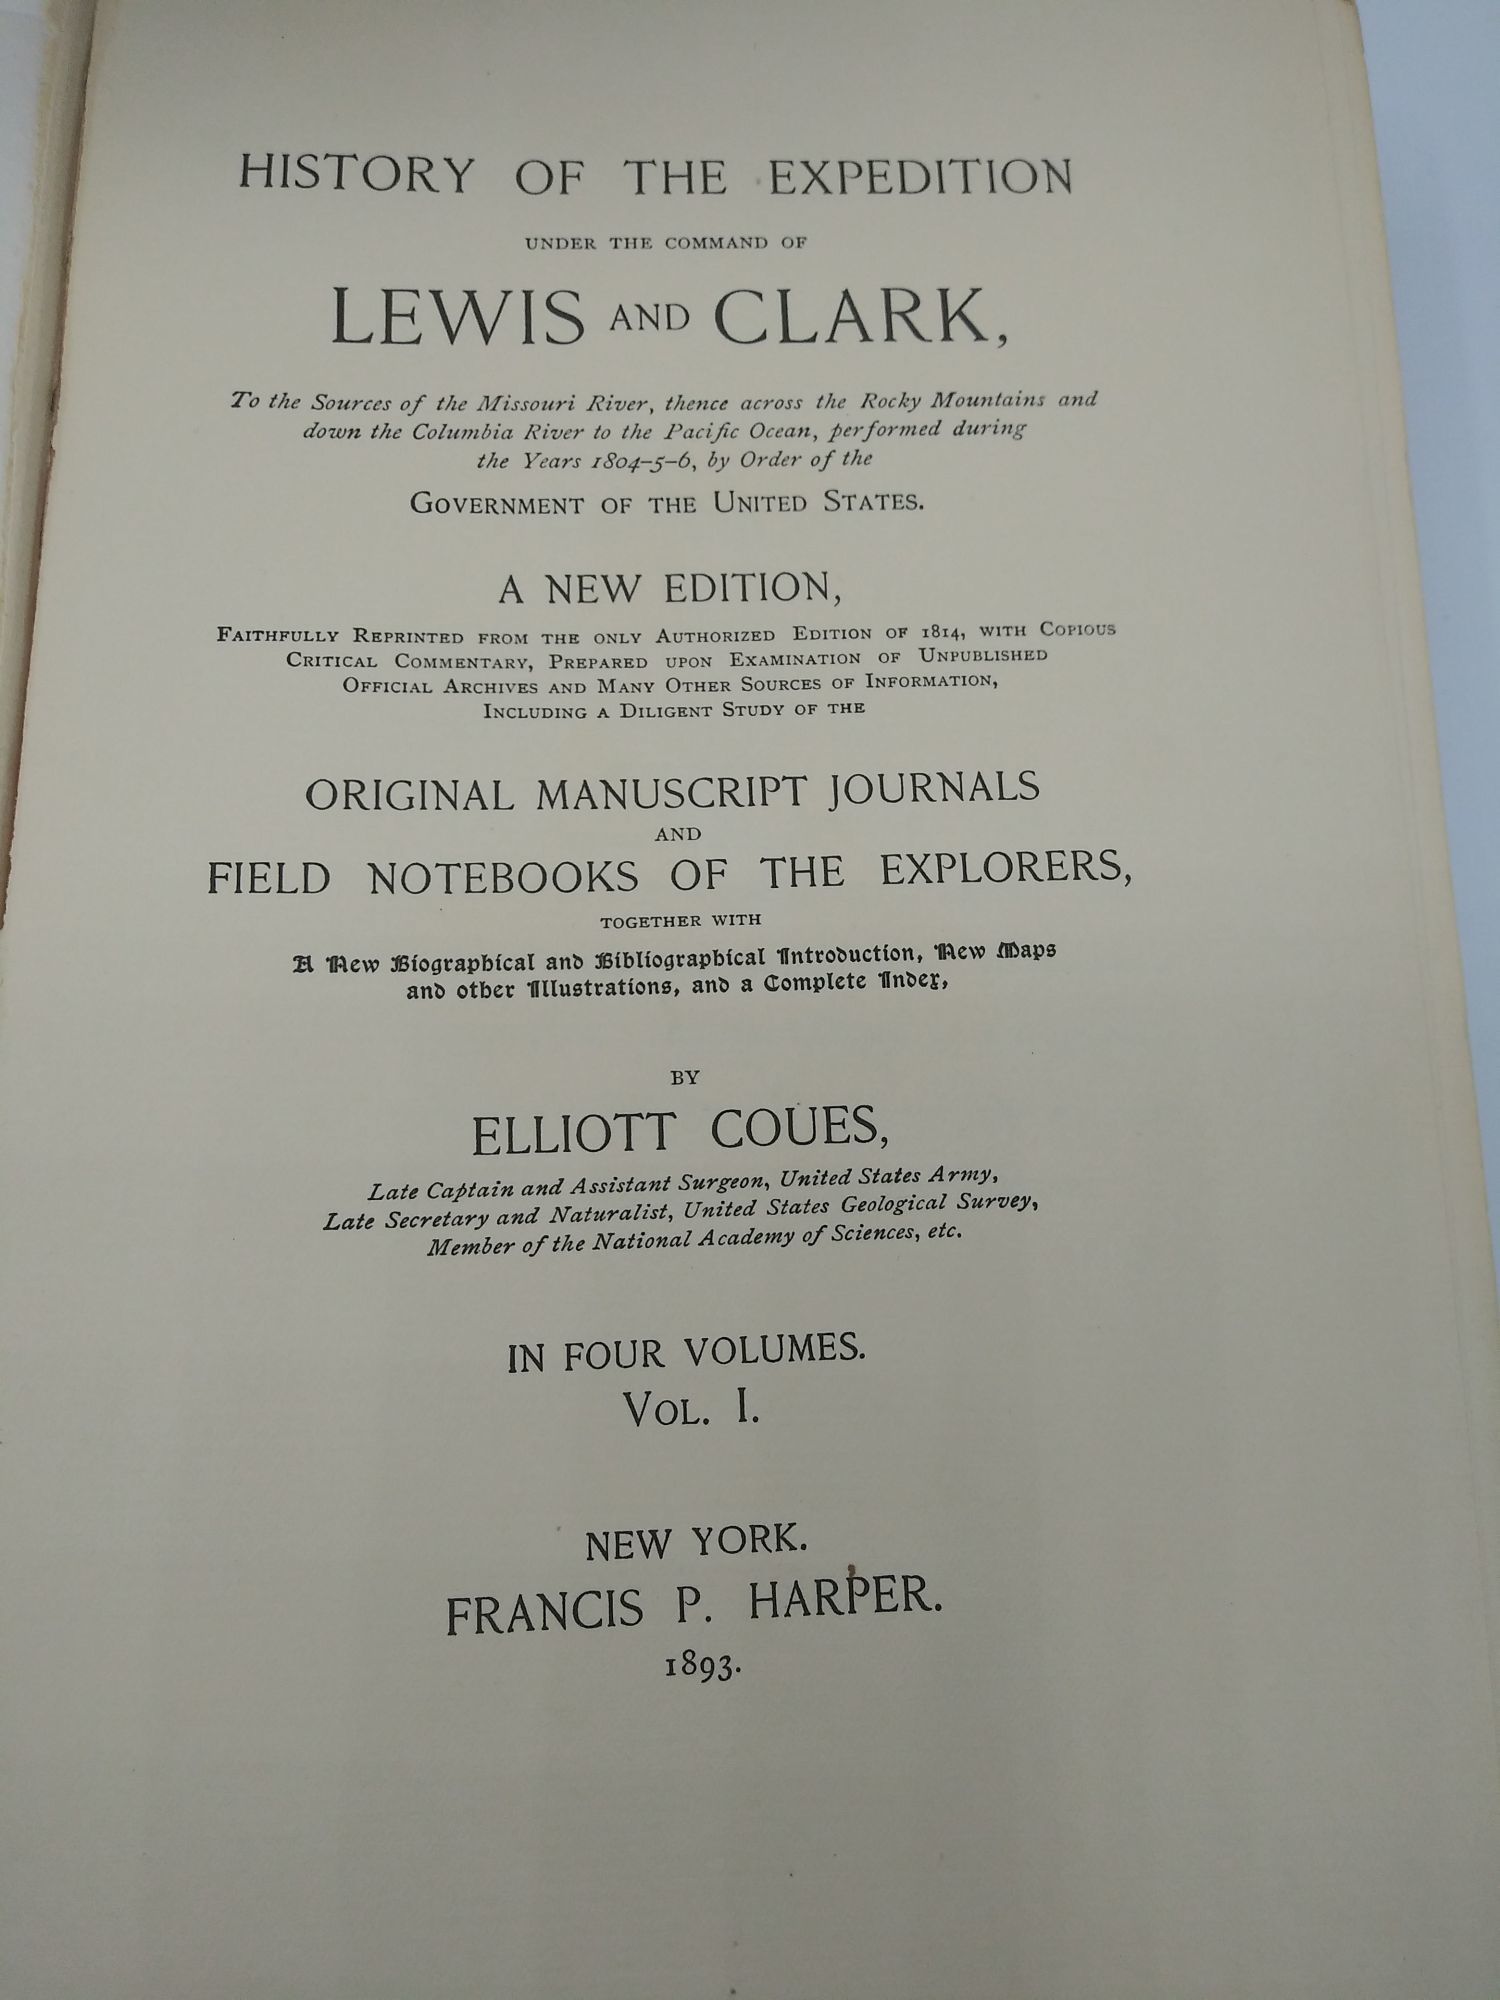 HISTORY OF THE EXPEDITION
UNDER THE COMMAND OF
LEWIS AND CLARK,
To the Sources of the Missouri River, thence across the Rocky Mountains and
down the Columbia River to the Pacific Ocean, performed during
the Years 1804-5-6, by Order of the
GOVERNMENT OF THE UNITED STATES.
A NEW EDITION,
FAITHFULLY REPRINTED FROM THE ONLY AUTHORIZED EDITION OF 1814, WITH COPIOUS
CRITICAL COMMENTARY, PREPARED UPON EXAMINATION OF UNPUBLISHED
OFFICIAL ARCHIVES AND MANY OTHER SOURCES OF INFORMATION,
INCLUDING A DILIGENT STUDY OF THE
ORIGINAL MANUSCRIPT JOURNALS
AND
FIELD NOTEBOOKS OF THE EXPLORERS,
TOGETHER WITH
A New Biographical and Bibliographical Introduction, New Maps
and other Illustrations, and a Complete Index,
BY
ELLIOTT COUES,
Late Captain and Assistant Surgeon, United States Army,
Late Secretary and Naturalist, United States Geological Survey,
Member of the National Academy of Sciences, etc.
IN FOUR VOLUMES.
VOL. I.
NEW YORK.
FRANCIS P. HARPER.
1893.